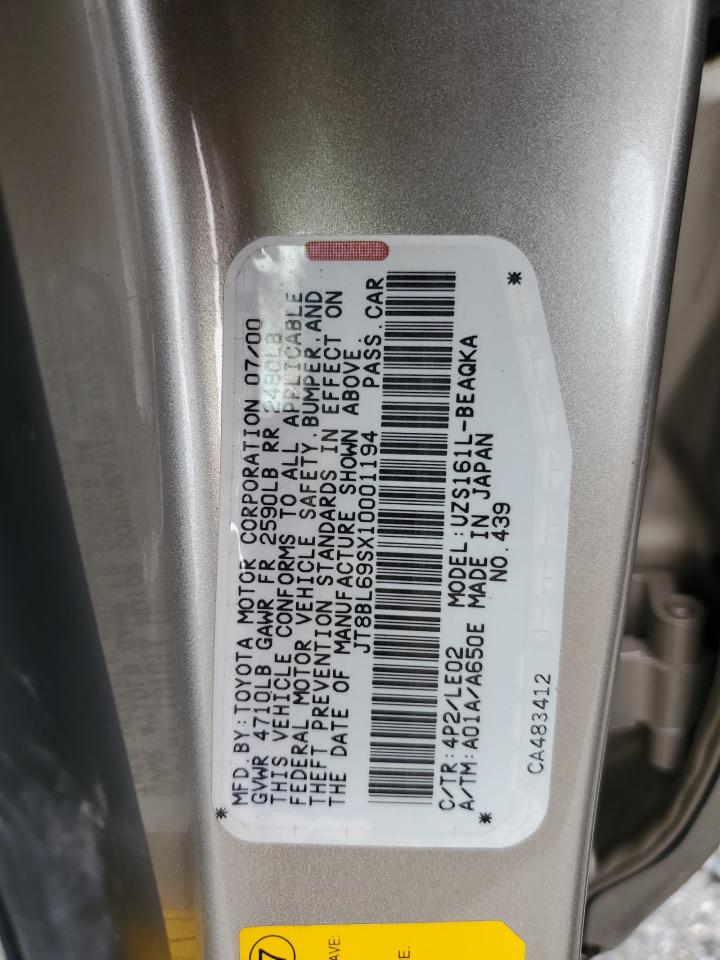 MFD.BY:TOYOTA MOTOR CORPORATION 07/00
GVWR 4710LB GAWR FR 2590LB RR 2480LB
THIS VEHICLE CONFORMS TO ALL APPLICABLE
FEDERAL MOTOR VEHICLE SAFETY,BUMPER,AND
THEFT PREVENTION STANDARDS IN EFFECT ON
THE DATE OF MANUFACTURE SHOWN ABOVE.
JT8BL69SX10001194 PASS.CAR
C/TR:4P2/LE02 MODEL:UZS161L-BEAQKA
A/TM:A01A/A650E MADE IN JAPAN
NO.439
CA483412
7
AVE:
E.